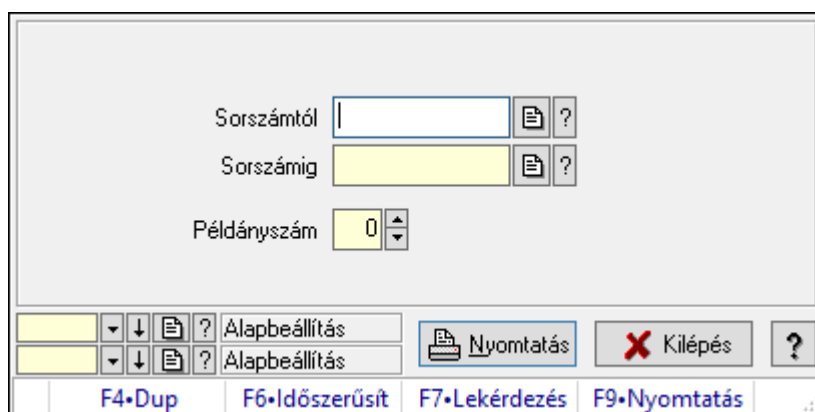 Sorszámtól ?
Sorszámig ?
Példányszám 0
? Alapbeállítás
? Alapbeállítás
Nyomtatás Kilépés ?
F4•Dup F6•Időszerűsít F7•Lekérdezés F9•Nyomtatás